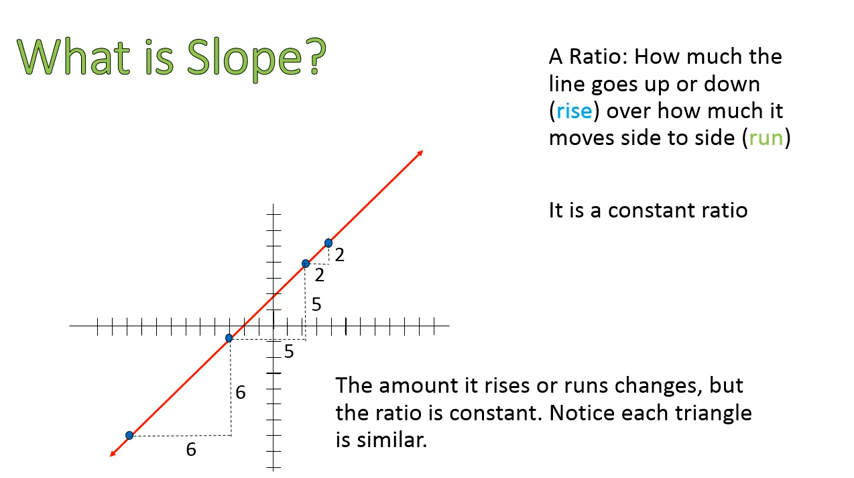 What is Slope?
A Ratio: How much the
line goes up or down
(rise) over how much it
moves side to side (run)
It is a constant ratio
2
2
5
5
6
6
The amount it rises or runs changes, but
the ratio is constant. Notice each triangle
is similar.